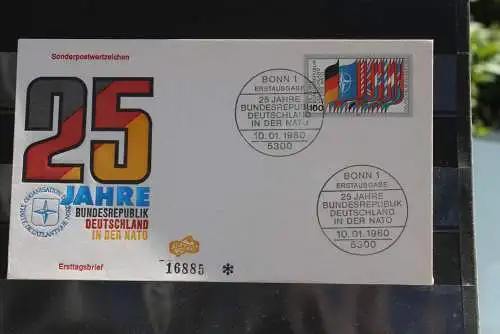 Sonderpostwertzeichen
25
JAHRE
BUNDESREPUBLIK
DEUTSCHLAND
IN DER NATO
Ersttagsbrief
16885 *
BONN 1
ERSTAUSGABE
25 JAHRE
BUNDESREPUBLIK
DEUTSCHLAND
IN DER NATO
10.01.1980
5300
BONN 1
ERSTAUSGABE
25 JAHRE
BUNDESREPUBLIK
DEUTSCHLAND
IN DER NATO
10.01.1980
5300